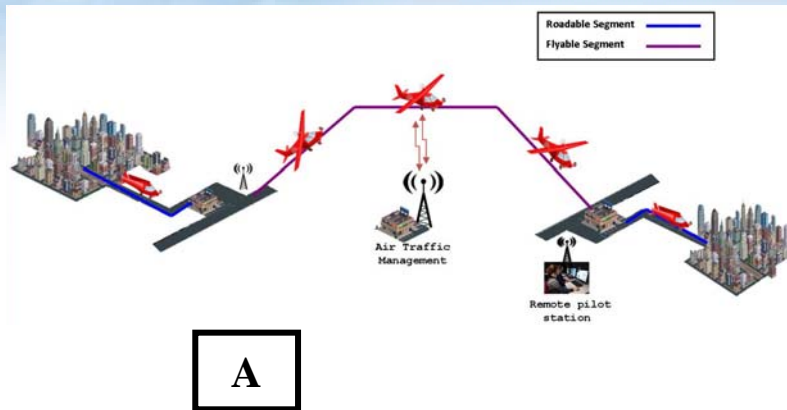 Roadable Segment
Flyable Segment
Air Traffic
Management
Remote pilot
station
A